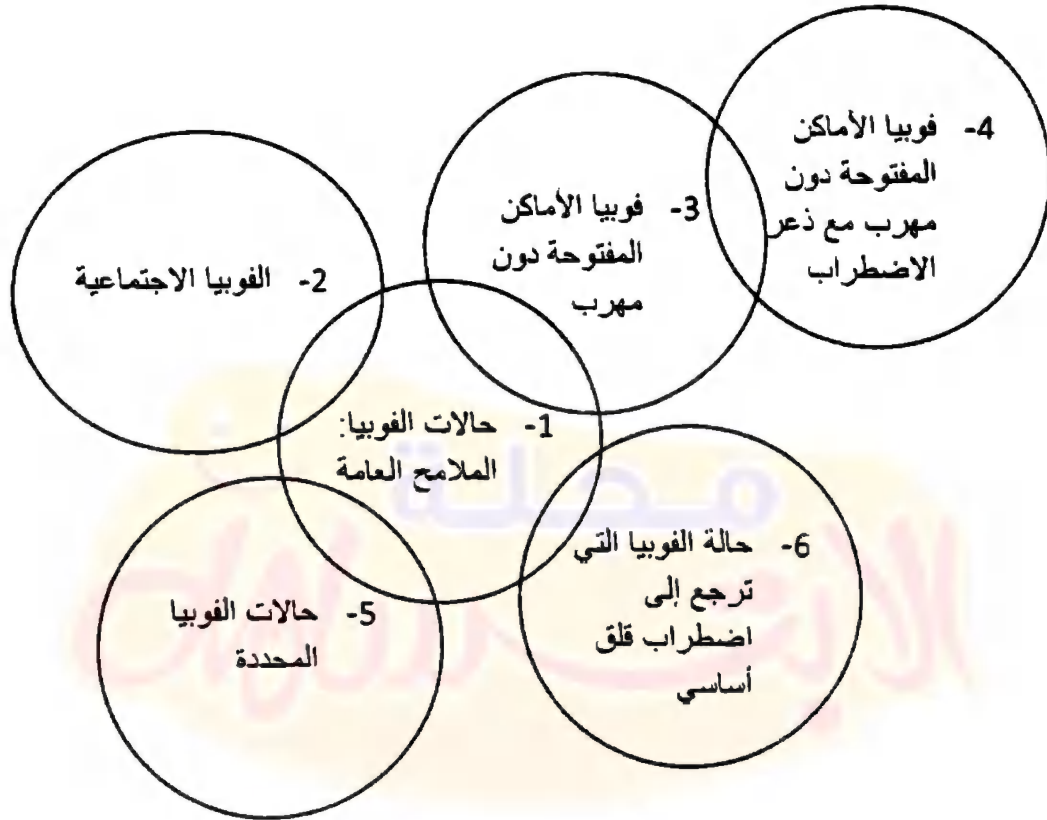 4- فوبيا الأماكن
المفتوحة دون
مهرب مع ذعر
الاضطراب
3- فوبيا الأماكن
المفتوحة دون
مهرب
2- الفوبيا الاجتماعية
1- حالات الفوبيا:
الملامح العامة
6- حالة الفوبيا التي
ترجع إلى
اضطراب قلق
أساسي
5- حالات الفوبيا
المحددة
مجلة